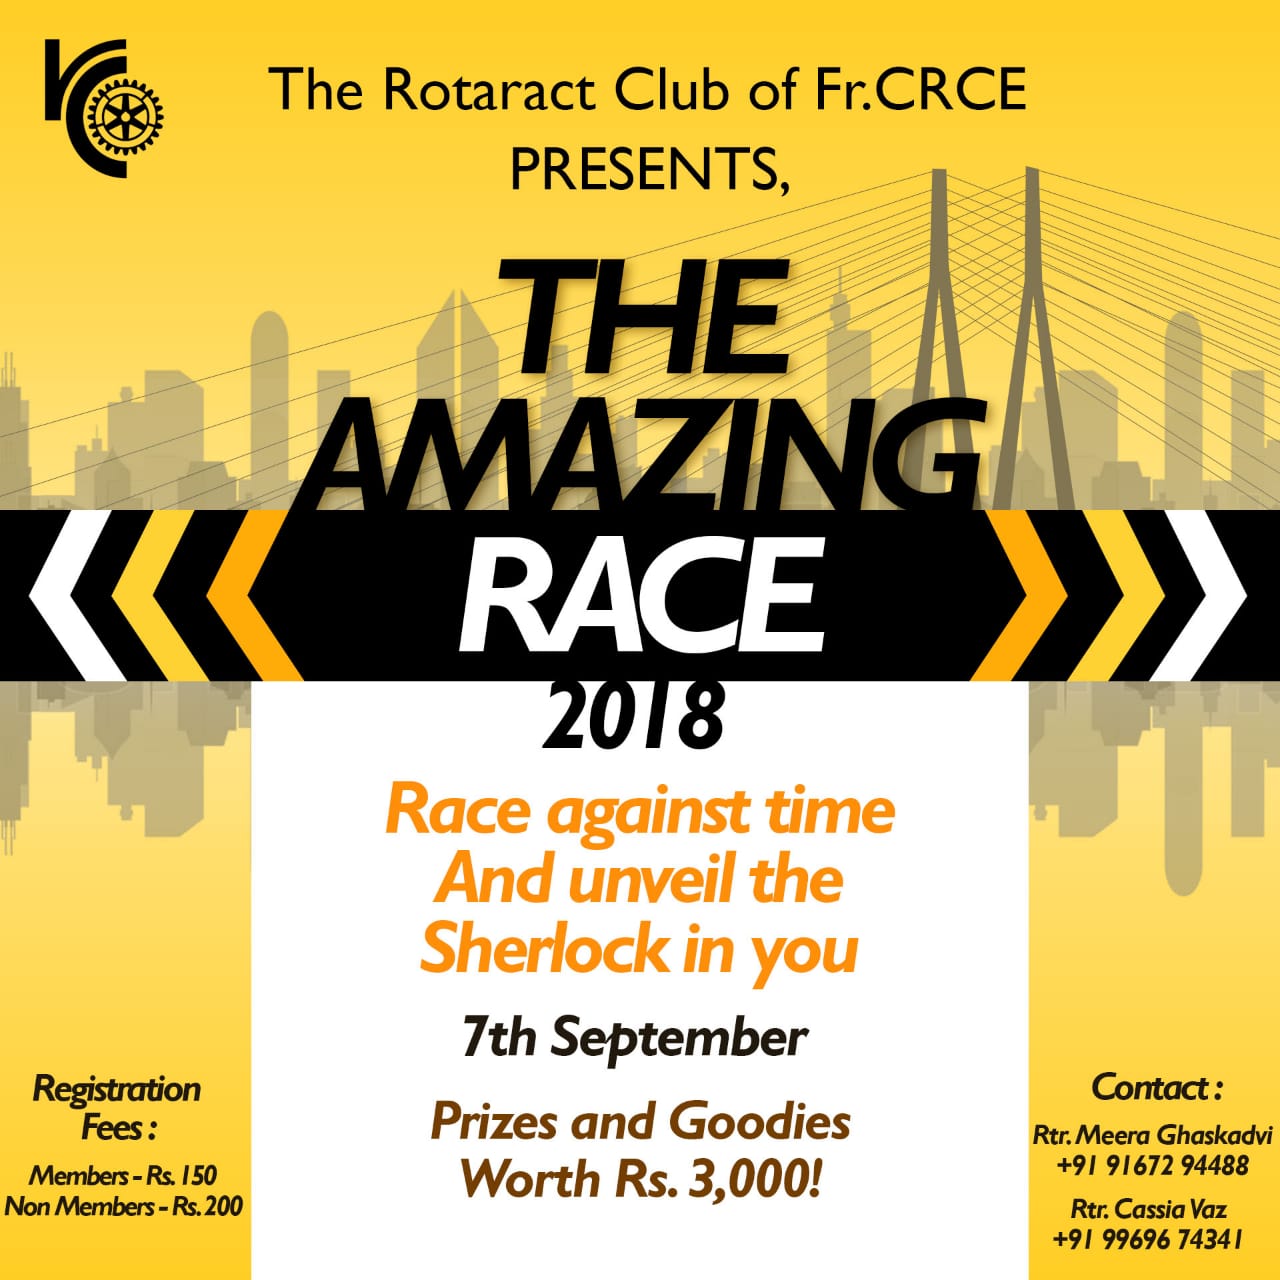 The Rotaract Club of Fr.CRCE
PRESENTS,
THE
AMAZING
RACE
2018
Race against time
And unveil the
Sherlock in you
7th September
Prizes and Goodies
Worth Rs. 3,000!
Registration
Fees :
Members - Rs. 150
Non Members - Rs. 200
Contact :
Rtr. Meera Ghaskadvi
+91 91672 94488
Rtr. Cassia Vaz
+91 99696 74341